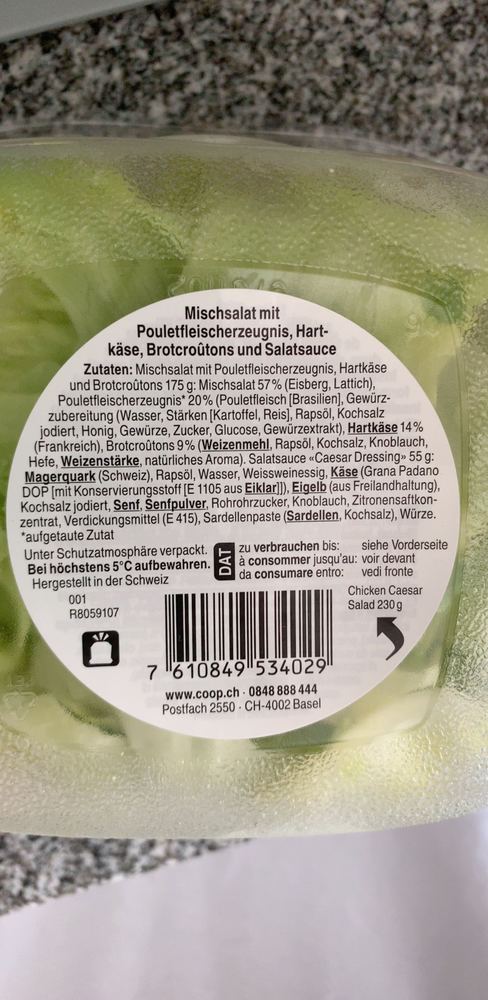 Mischsalat mit
Pouletfleischerzeugnis, Hart-
käse, Brotcroûtons und Salatsauce
Zutaten: Mischsalat mit Pouletfleischerzeugnis, Hartkäse
und Brotcroûtons 175 g: Mischsalat 57% (Eisberg, Lattich),
Pouletfleischerzeugnis* 20% (Pouletfleisch [Brasilien], Gewürz-
zubereitung (Wasser, Stärken [Kartoffel, Reis], Rapsöl, Kochsalz
jodiert, Honig, Gewürze, Zucker, Glucose, Gewürzextrakt), Hartkäse 14%
(Frankreich), Brotcroûtons 9% (Weizenmehl, Rapsöl, Kochsalz, Knoblauch,
Hefe, Weizenstärke, natürliches Aroma). Salatsauce «Caesar Dressing» 55 g:
Magerquark (Schweiz), Rapsöl, Wasser, Weissweinessig, Käse (Grana Padano
DOP [mit Konservierungsstoff [E 1105 aus Eiklar]]), Eigelb (aus Freilandhaltung),
Kochsalz jodiert, Senf, Senfpulver, Rohrohrzucker, Knoblauch, Zitronensaftkon-
zentrat, Verdickungsmittel (E 415), Sardellenpaste (Sardellen, Kochsalz), Würze.
*aufgetaute Zutat
Unter Schutzatmosphäre verpackt.
Bei höchstens 5°C aufbewahren.
Hergestellt in der Schweiz
DAT
zu verbrauchen bis: siehe Vorderseite
à consommer jusqu'au: voir devant
da consumare entro: vedi fronte
001
R8059107
Chicken Caesar
Salad 230 g
7 610849 534029
www.coop.ch · 0848 888 444
Postfach 2550 · CH-4002 Basel